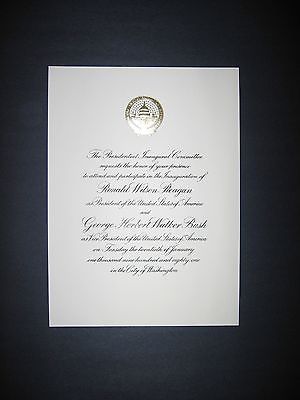 The Presidential Inaugural Committee
requests the honor of your presence
to attend and participate in the Inauguration of
Ronald Wilson Reagan
as President of the United States of America
and
George Herbert Walker Bush
as Vice President of the United States of America
on Tuesday the twentieth of January
one thousand nine hundred and eighty one
in the City of Washington